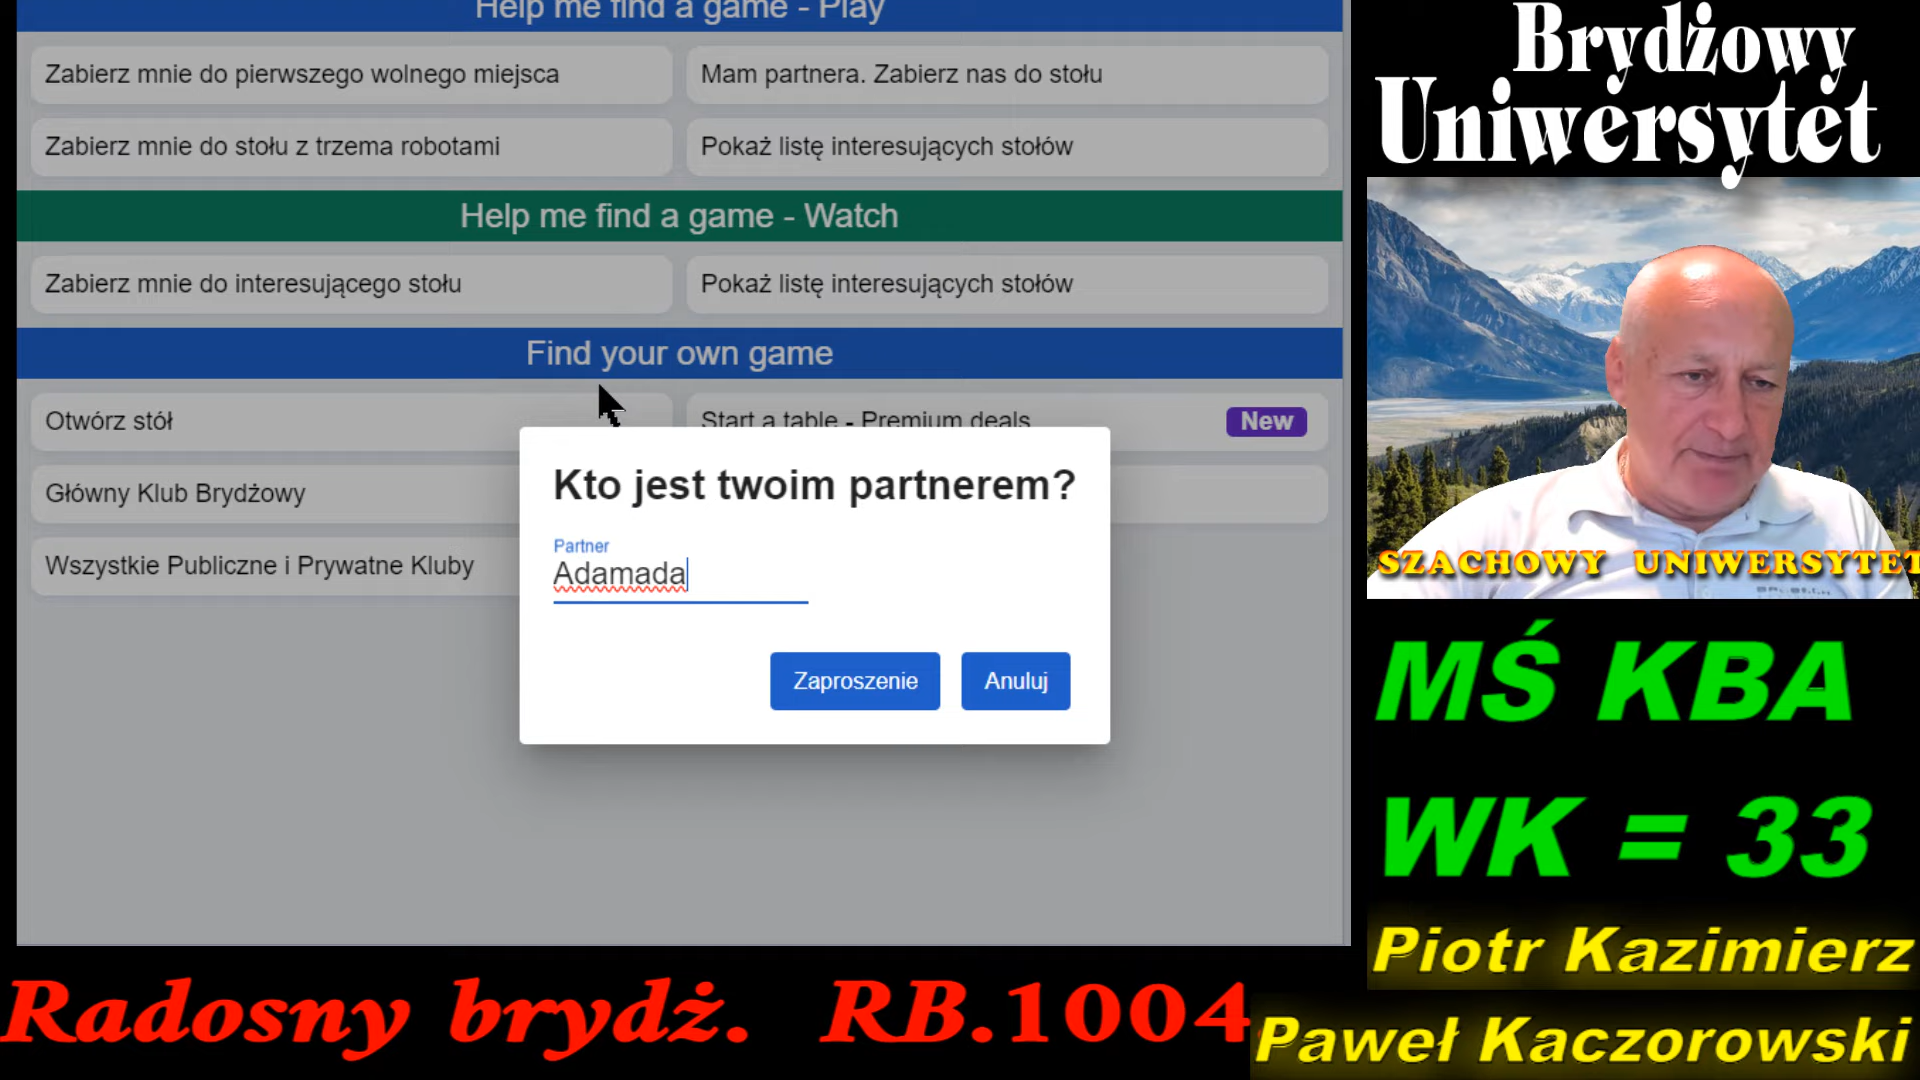 Help me find a game - Play
Zabierz mnie do pierwszego wolnego miejsca
Mam partnera. Zabierz nas do stołu
Zabierz mnie do stołu z trzema robotami
Pokaż listę interesujących stołów
Help me find a game - Watch
Zabierz mnie do interesującego stołu
Pokaż listę interesujących stołów
Find your own game
Otwórz stół
Start a table - Premium deals
New
Główny Klub Brydżowy
Wszystkie Publiczne i Prywatne Kluby
Kto jest twoim partnerem?
Partner
Adamada
Zaproszenie
Anuluj
Brydżowy
Uniwersytet
SZACHOWY UNIWERSYTET
MŚ KBA
WK = 33
Piotr Kazimierz
Paweł Kaczorowski
Radosny brydż. RB.1004